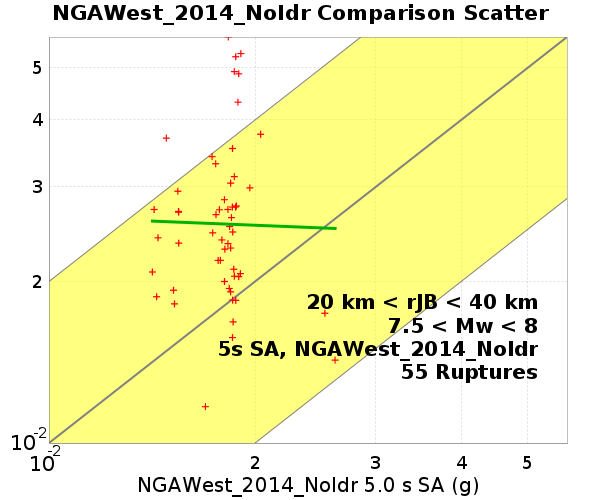 NGAWest_2014_NoIdr Comparison Scatter
5
4
3
2
20 km < rJB < 40 km
7.5 < Mw < 8
5s SA, NGAWest_2014_NoIdr
55 Ruptures
10-2
10-2 2 3 4 5
NGAWest_2014_NoIdr 5.0 s SA (g)